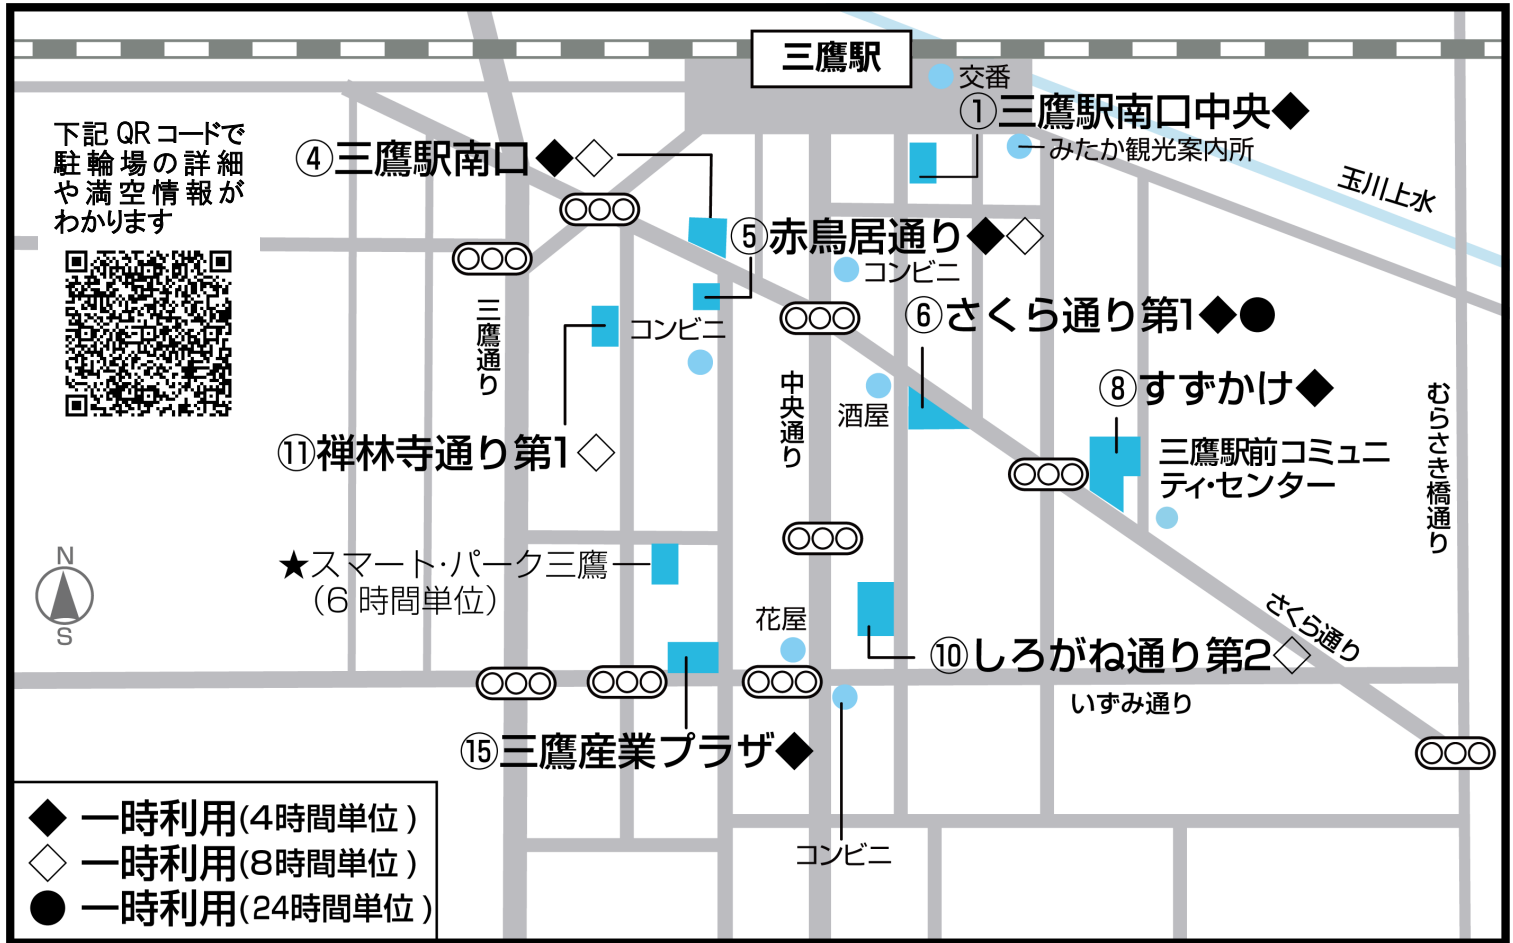 三鷹駅
交番
①三鷹駅南口中央◆
みたか観光案内所
玉川上水
下記QRコードで
駐輪場の詳細
や満空情報が
わかります
④三鷹駅南口◆◇
⑤赤鳥居通り◆◇
コンビニ
⑥さくら通り第1◆●
三鷹通り
コンビニ
中央通り
酒屋
⑧すずかけ◆
三鷹駅前コミュニ
ティ・センター
むらさき橋通り
⑪禅林寺通り第1◇
★スマート・パーク三鷹
(6時間単位)
N
S
花屋
⑩しろがね通り第2◇
さくら通り
いずみ通り
⑮三鷹産業プラザ◆
コンビニ
◆ 一時利用(4時間単位)
◇ 一時利用(8時間単位)
● 一時利用(24時間単位)